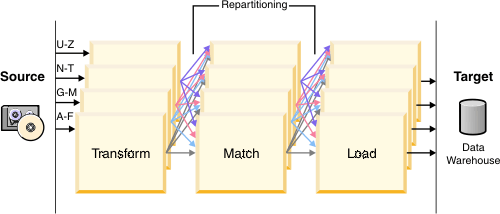 Repartitioning
U-Z
N-T
Source
G-M
A-F
Transform
Match
Load
Target
Data
Warehouse